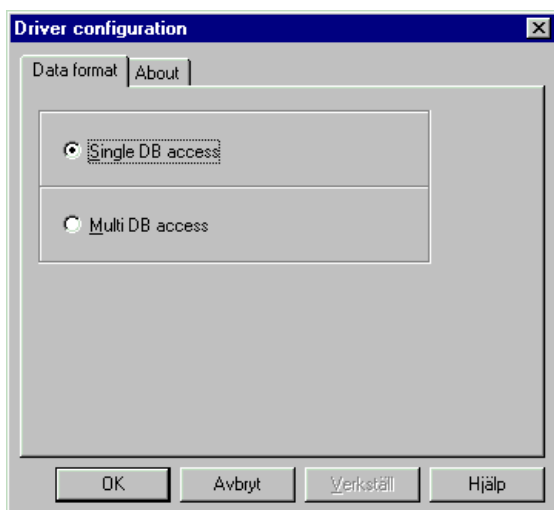 Driver configuration
Data format About
Single DB access
Multi DB access
OK Avbryt Verkställ Hjälp